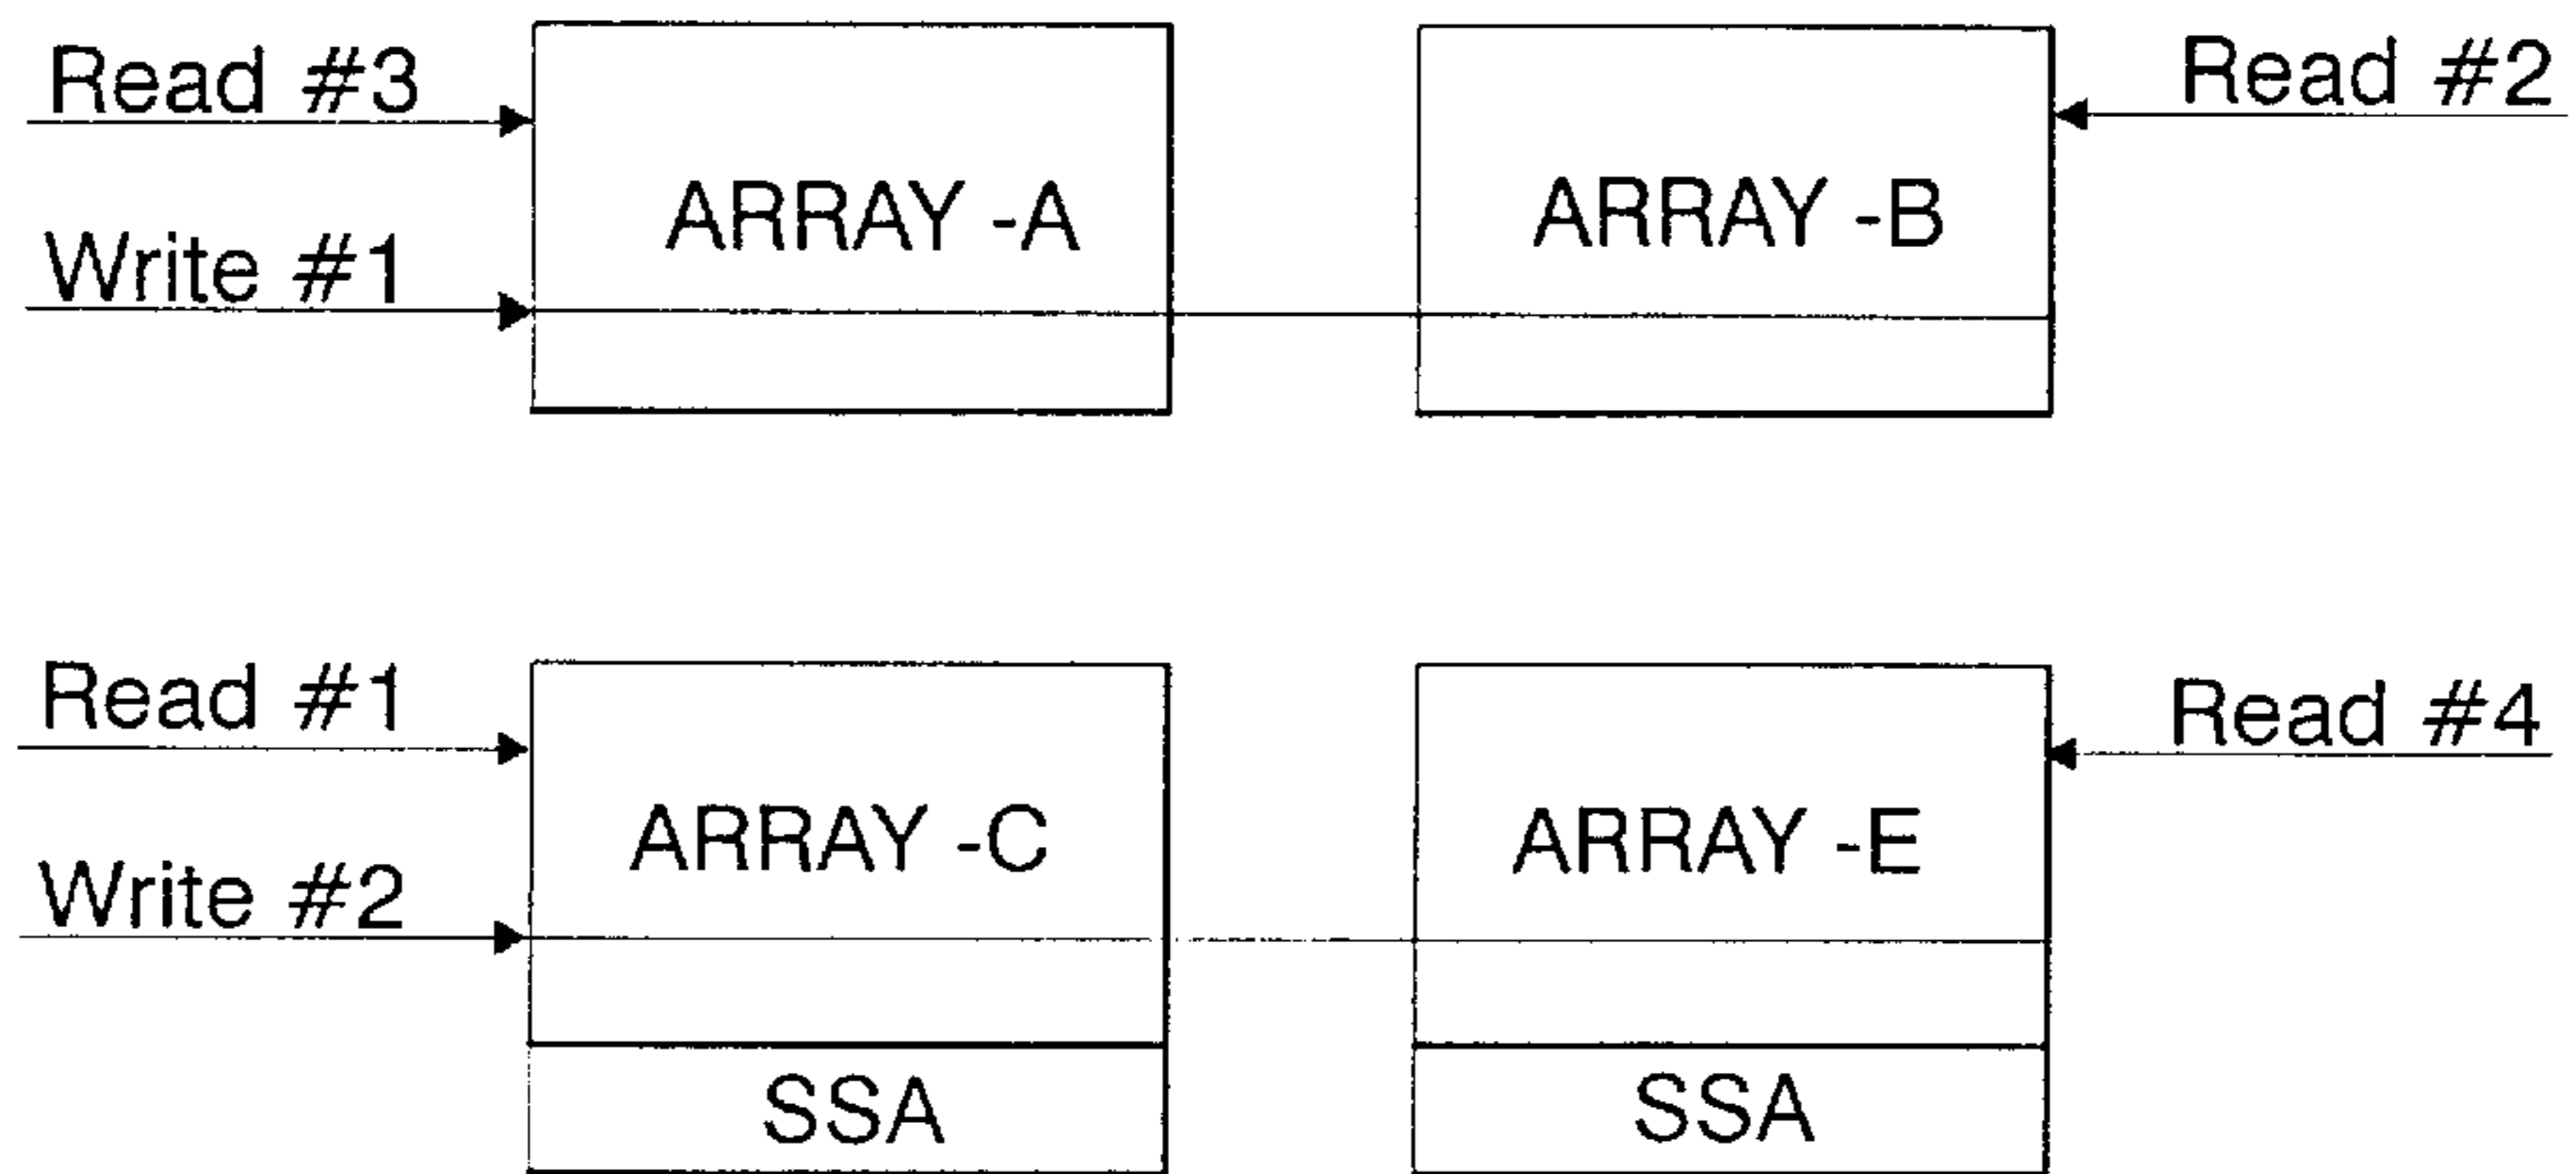 Read #3
Read #2
ARRAY -A
ARRAY -B
Write #1
Read #1
Read #4
ARRAY -C
ARRAY -E
Write #2
SSA
SSA